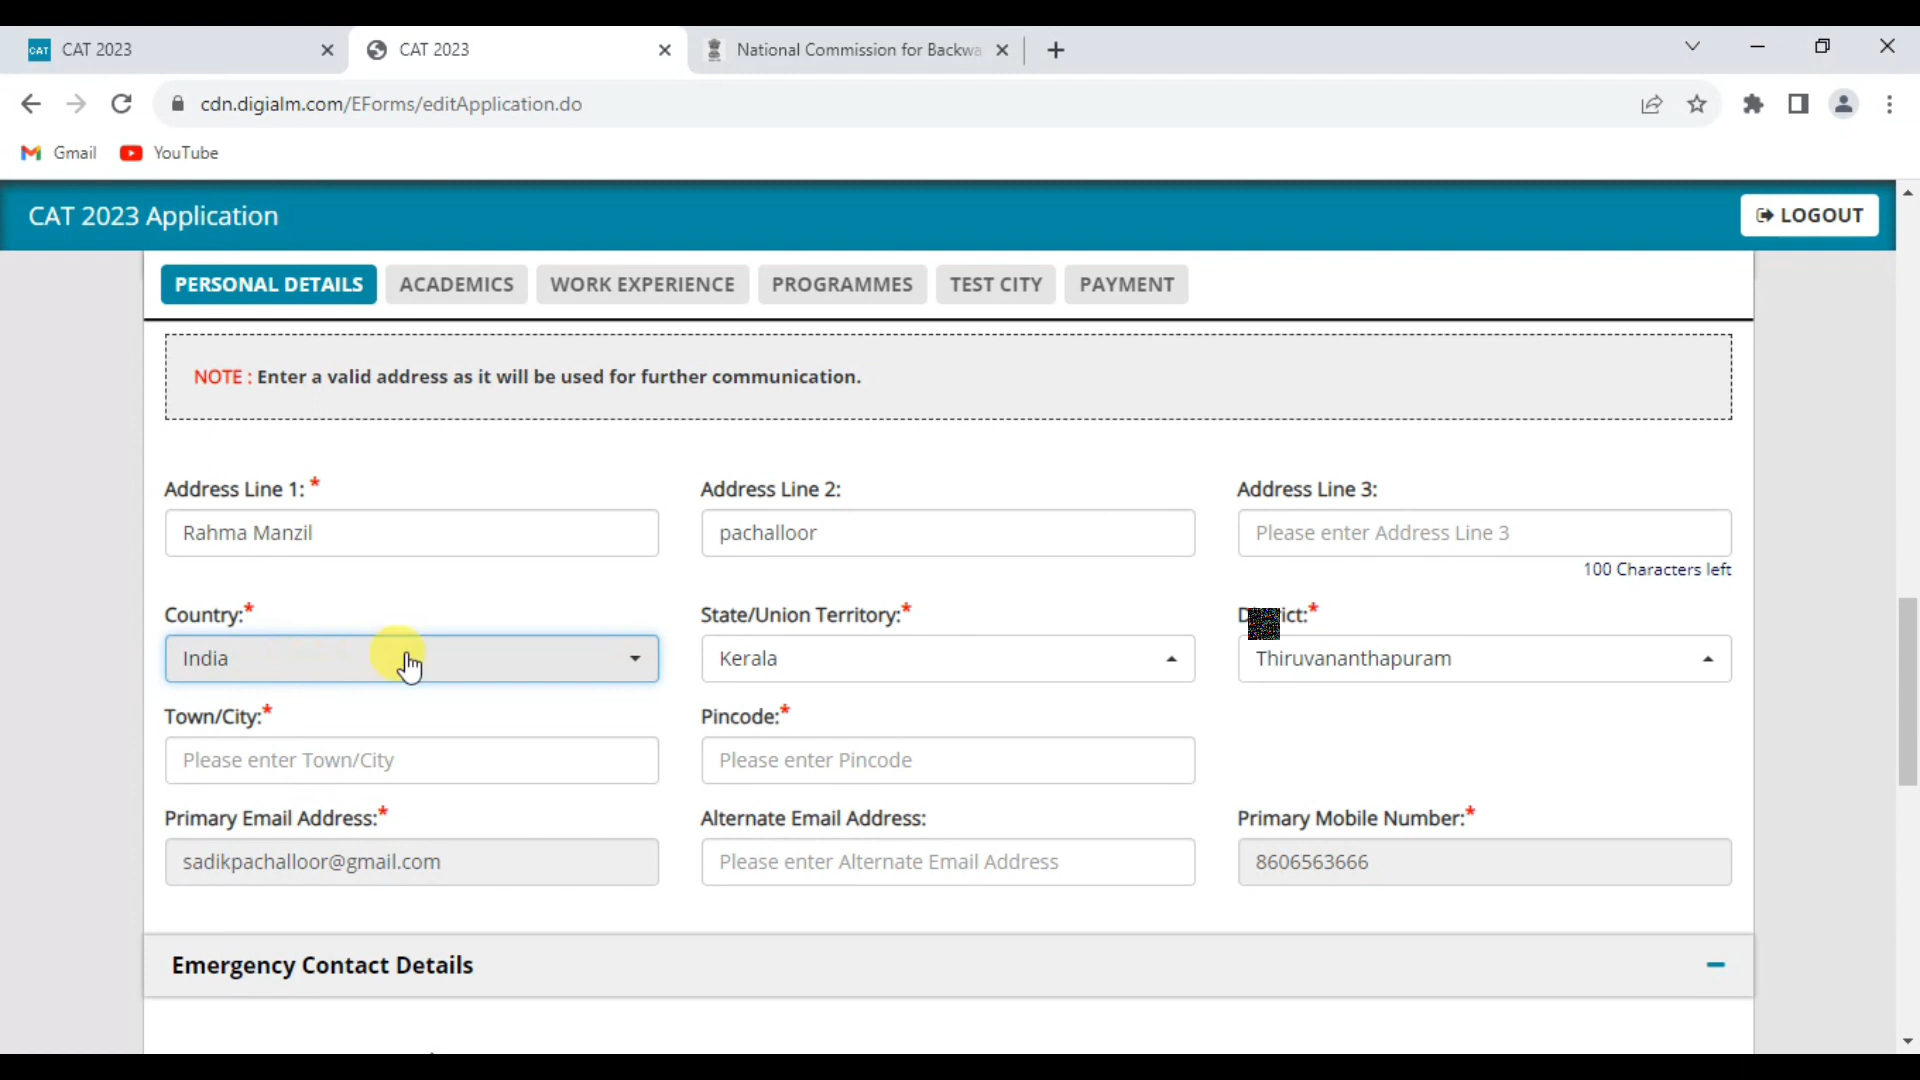 CAT CAT 2023
CAT 2023
National Commission for Backwa
cdn.digialm.com/EForms/editApplication.do
Gmail
YouTube
CAT 2023 Application
LOGOUT
PERSONAL DETAILS
ACADEMICS
WORK EXPERIENCE
PROGRAMMES
TEST CITY
PAYMENT
NOTE : Enter a valid address as it will be used for further communication.
Address Line 1: *
Address Line 2:
Address Line 3:
Rahma Manzil
pachalloor
Please enter Address Line 3
100 Characters left
Country:*
State/Union Territory:*
India
Kerala
Thiruvananthapuram
Town/City:*
Pincode:*
Please enter Town/City
Please enter Pincode
Primary Email Address:*
Alternate Email Address:
Primary Mobile Number:*
sadikpachalloor@gmail.com
Please enter Alternate Email Address
8606563666
Emergency Contact Details